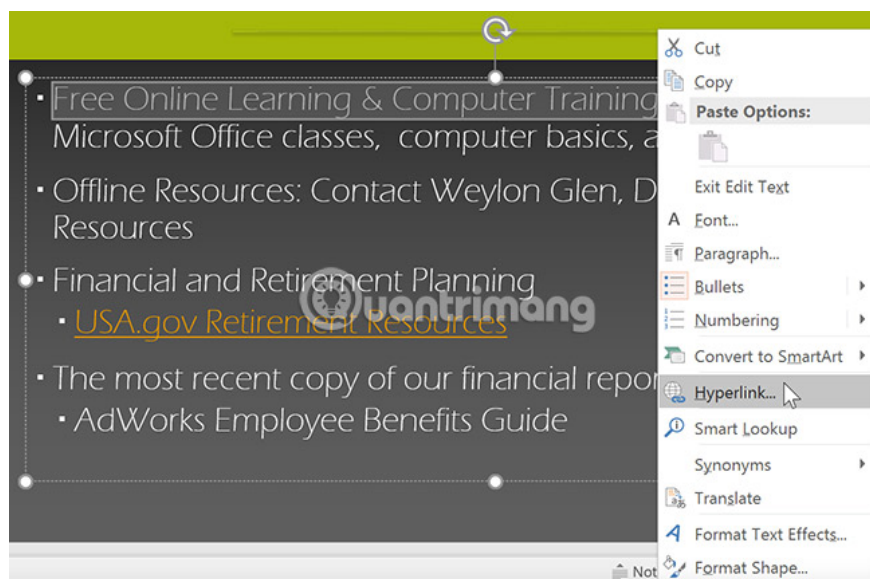 Free Online Learning & Computer Training
Microsoft Office classes, computer basics, a
Offline Resources: Contact Weylon Glen, D
Resources
Financial and Retirement Planning
USA.gov Retirement Resources
The most recent copy of our financial repor
AdWorks Employee Benefits Guide
uantrimang
Cut
Copy
Paste Options:
Exit Edit Text
Font...
Paragraph...
Bullets
Numbering
Convert to SmartArt
Hyperlink...
Smart Lookup
Synonyms
Translate
Format Text Effects...
Format Shape...
Not